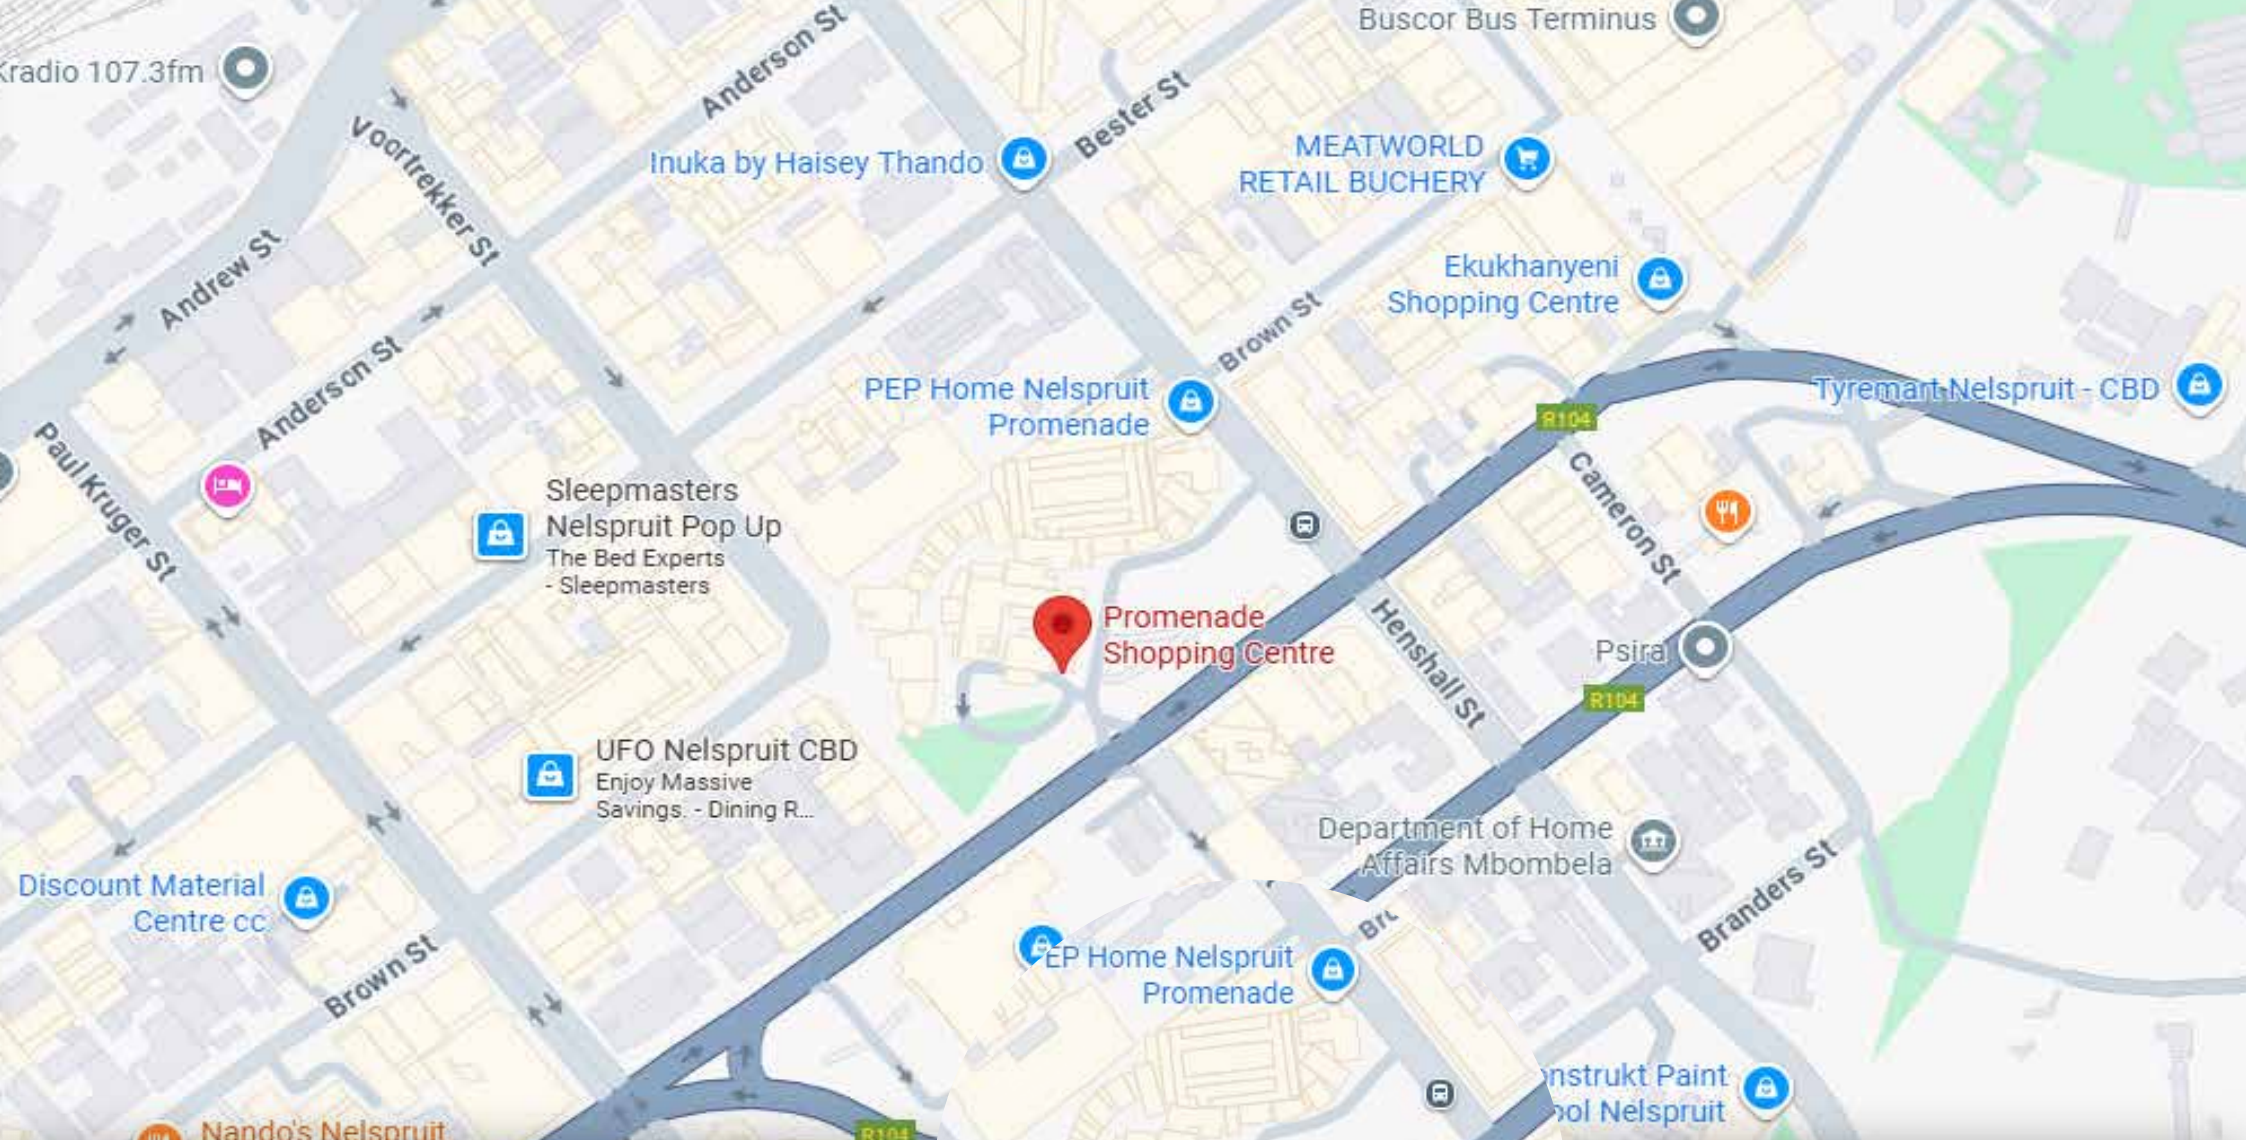 Buscor Bus Terminus
Anderson St
Kradio 107.3fm
Bester St
Voortrekker St
Inuka by Haisey Thando
MEATWORLD
RETAIL BUCHERY
Andrew St
Ekukhanyeni
Shopping Centre
Brown St
Anderson St
PEP Home Nelspruit
Promenade
Tyremart Nelspruit - CBD
R104
Paul Kruger St
Cameron St
Sleepmasters
Nelspruit Pop Up
The Bed Experts
- Sleepmasters
Promenade
Shopping Centre
Henshall St
Psira
R104
UFO Nelspruit CBD
Enjoy Massive
Savings. - Dining R...
Department of Home
Affairs Mbombela
Discount Material
Centre cc
Branders St
Brown St
EP Home Nelspruit
Promenade
nstrukt Paint
ool Nelspruit
Nando's Nelspruit
R104